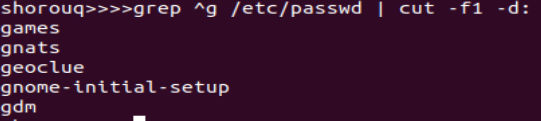 shorouq>>>>grep ^g /etc/passwd | cut -f1 -d:
games
gnats
geoclue
gnome-initial-setup
gdm